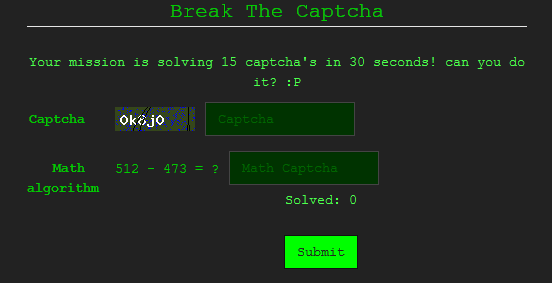 Break The Captcha
Your mission is solving 15 captcha's in 30 seconds! can you do
it? :P
Captcha
Captcha
Math
algorithm
512 - 473 = ?
Math Captcha
Solved: 0
Submit